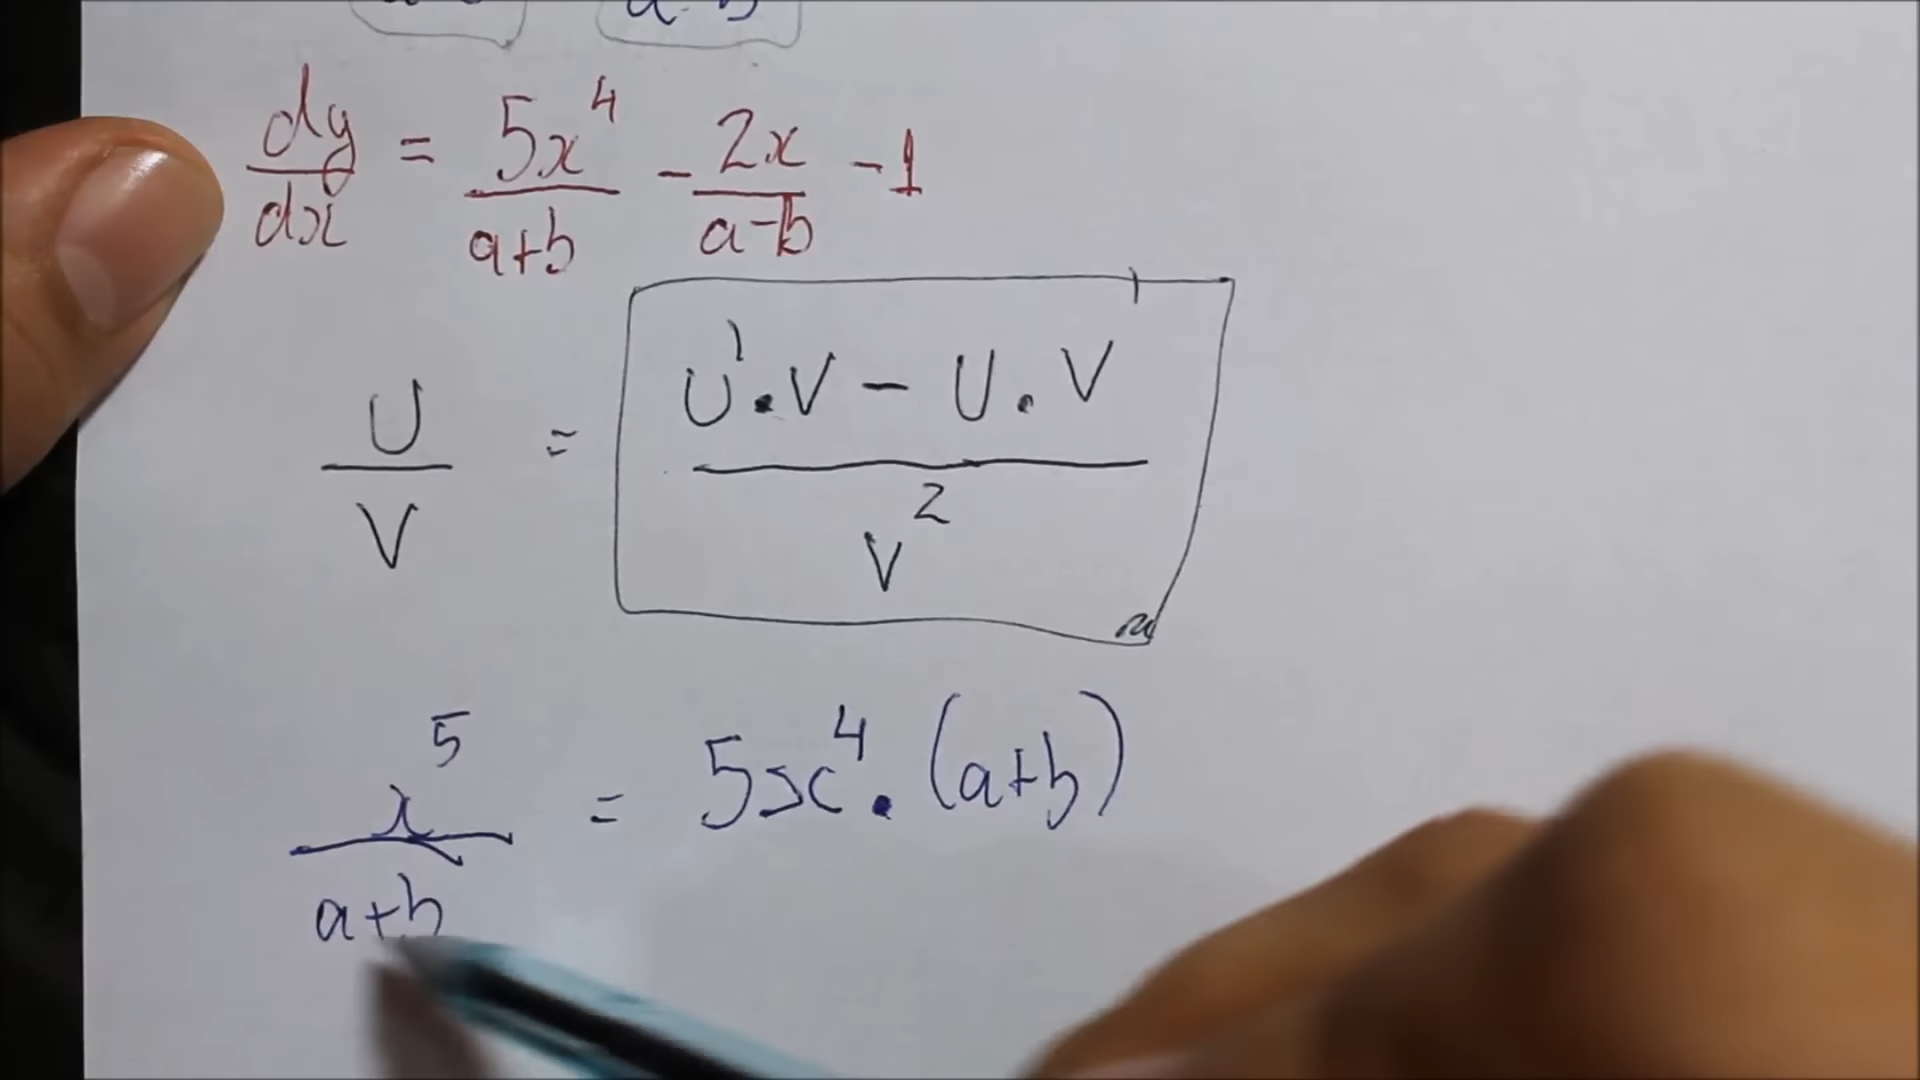 dy/dx = 5x⁴/(a+b) - 2x/(a-b) - 1
U/V = (U'·V - U·V')/V²
x⁵/(a+b) = 5x⁴·(a+b)